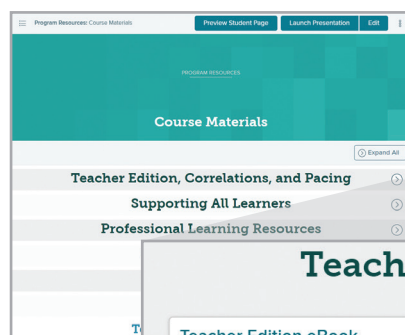 Program Resources: Course Materials
Preview Student Page
Launch Presentation
Edit
PROGRAM RESOURCES
Course Materials
Expand All
Teacher Edition, Correlations, and Pacing
Supporting All Learners
Professional Learning Resources
Teach
Teacher Edition eBook